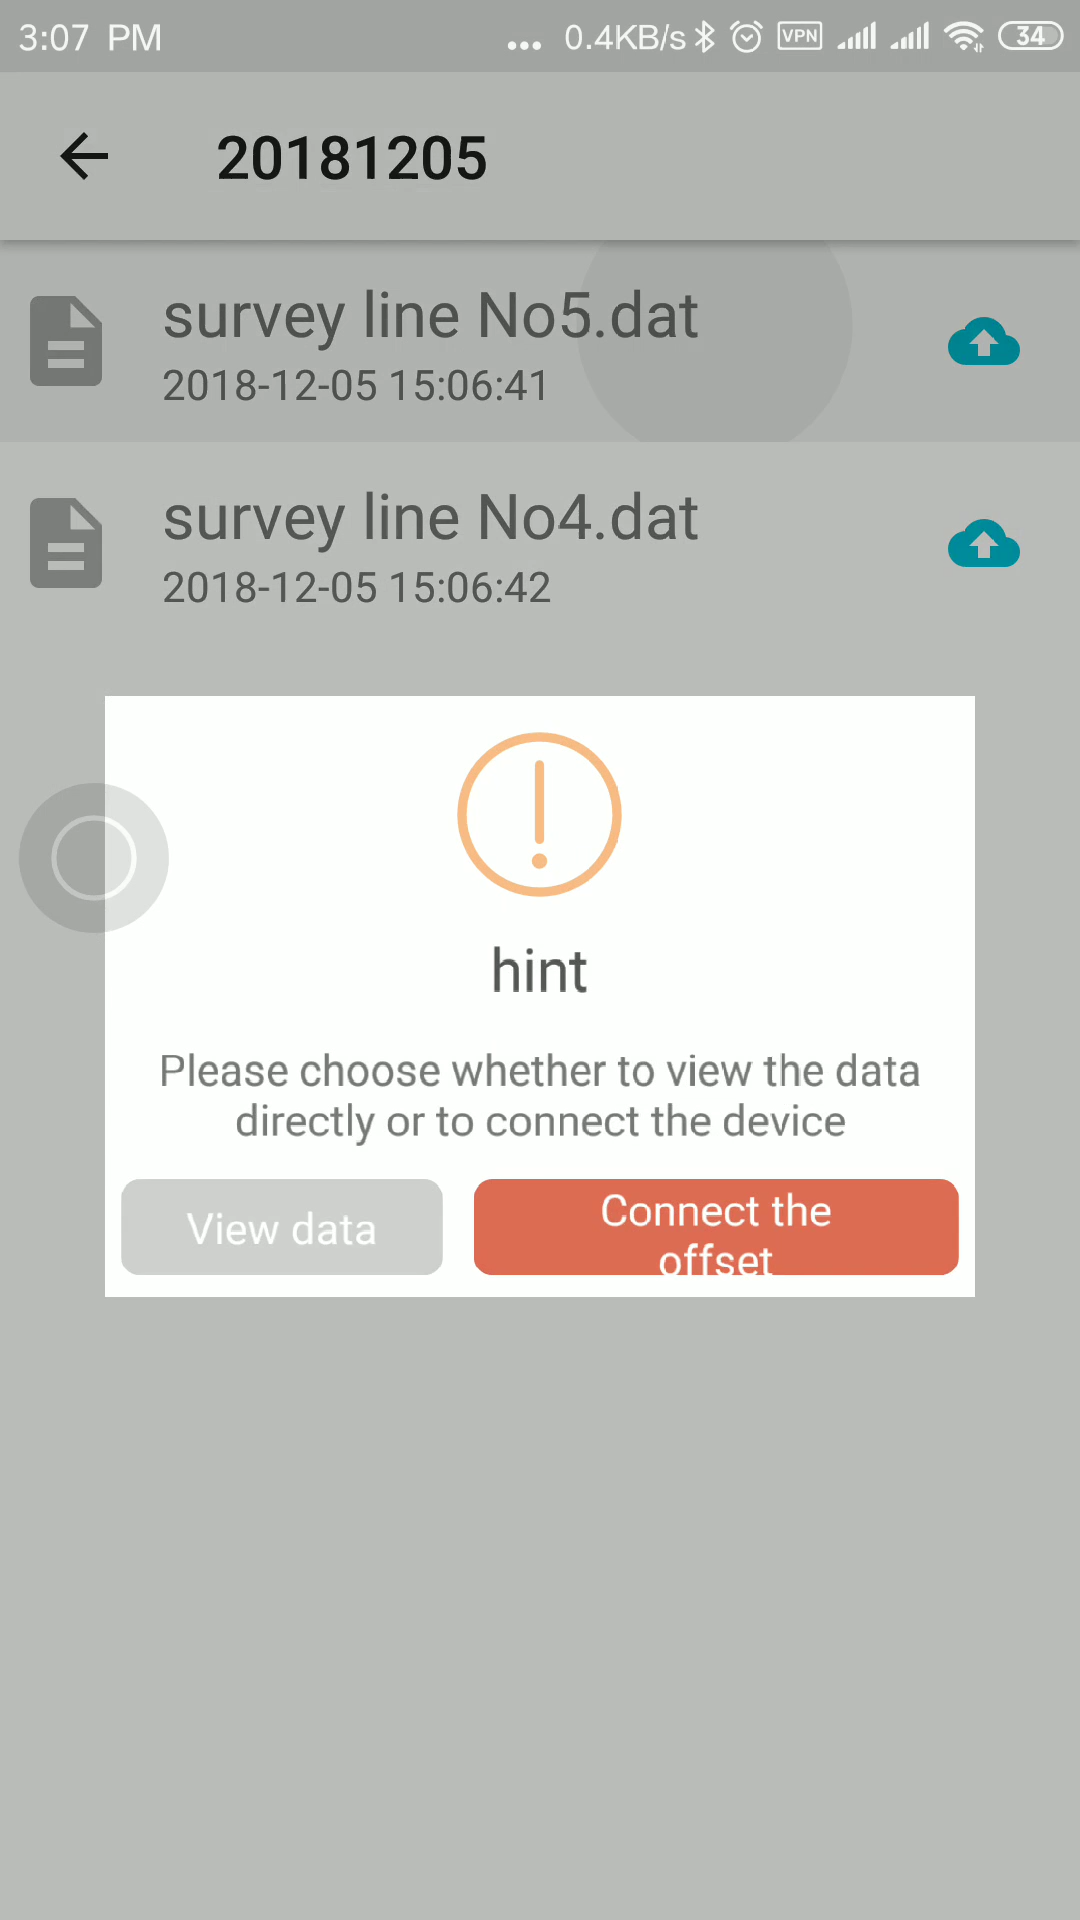 3:07 PM ... 0.4KB/s VPN 34
20181205
survey line No5.dat
2018-12-05 15:06:41
survey line No4.dat
2018-12-05 15:06:42
hint
Please choose whether to view the data
directly or to connect the device
View data
Connect the
offset